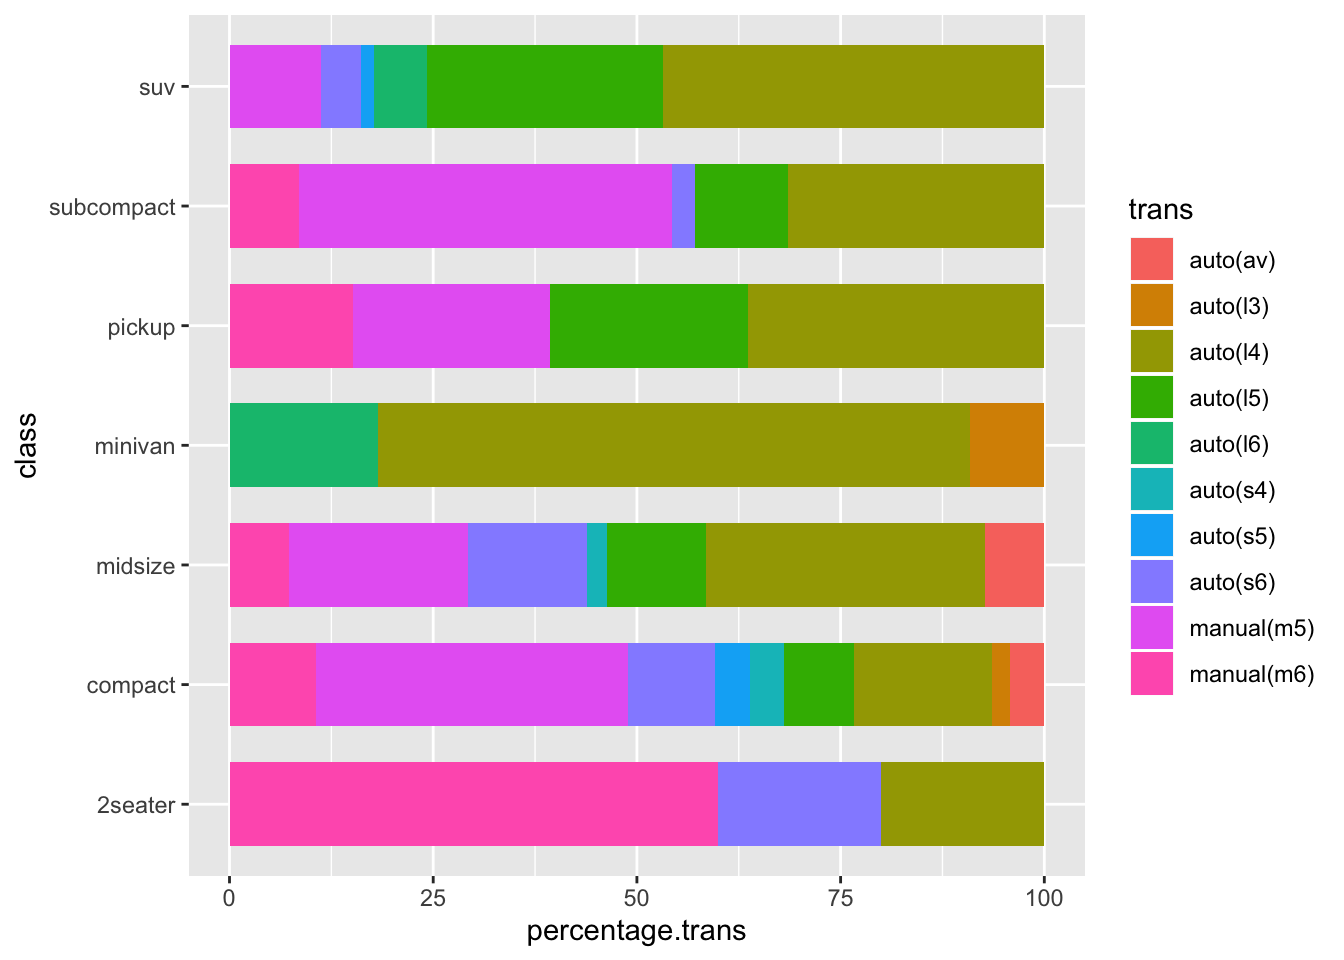 suv
subcompact
pickup
minivan
midsize
compact
2seater
class
0 25 50 75 100
percentage.trans
trans
auto(av)
auto(l3)
auto(l4)
auto(l5)
auto(l6)
auto(s4)
auto(s5)
auto(s6)
manual(m5)
manual(m6)